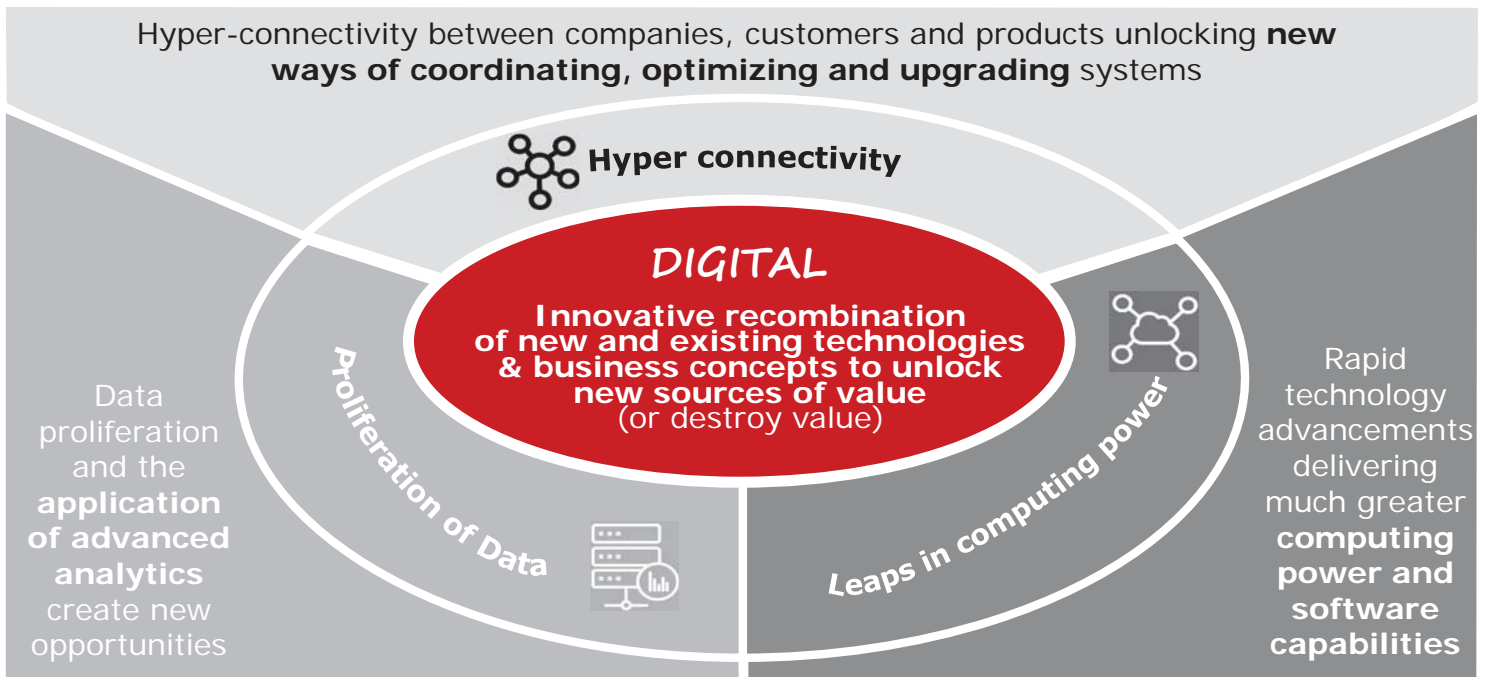 Hyper-connectivity between companies, customers and products unlocking new
ways of coordinating, optimizing and upgrading systems
Hyper connectivity
DIGITAL
Innovative recombination
of new and existing technologies
& business concepts to unlock
new sources of value
(or destroy value)
Proliferation of Data
Leaps in computing power
Data
proliferation
and the
application
of advanced
analytics
create new
opportunities
Rapid
technology
advancements
delivering
much greater
computing
power and
software
capabilities